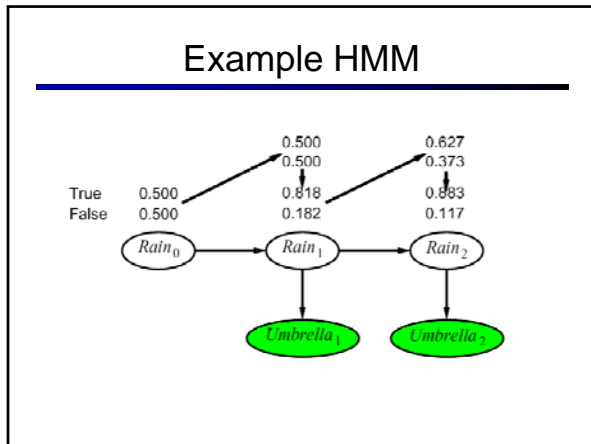 Example HMM
0.500 0.627
0.500 0.373
True 0.500 0.818 0.883
False 0.500 0.182 0.117
Rain0 Rain1 Rain2
Umbrella1 Umbrella2